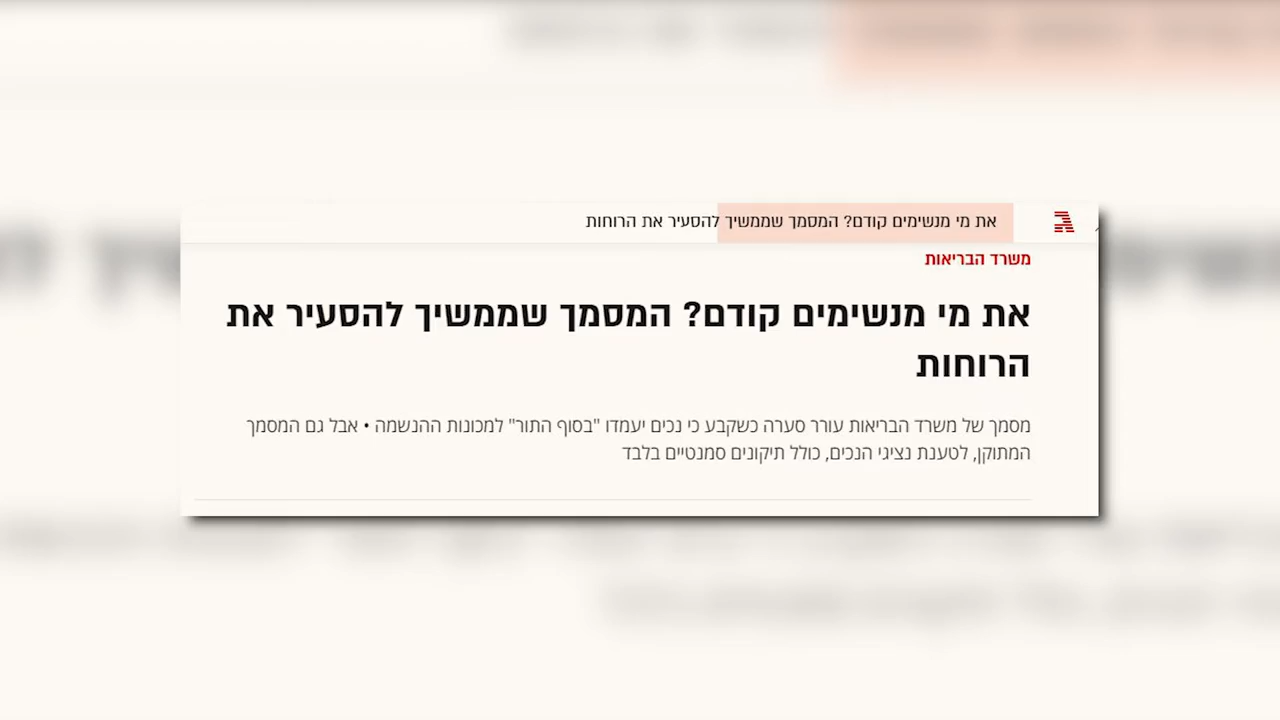 את מי מנשימים קודם? המסמך שממשיך להסעיר את הרוחות
משרד הבריאות
את מי מנשימים קודם? המסמך שממשיך להסעיר את
הרוחות
מסמך של משרד הבריאות עורר סערה כשקבע כי נכים יעמדו "בסוף התור" למכונות ההנשמה • אבל גם המסמך
המתוקן, לטענת נציגי הנכים, כולל תיקונים סמנטיים בלבד